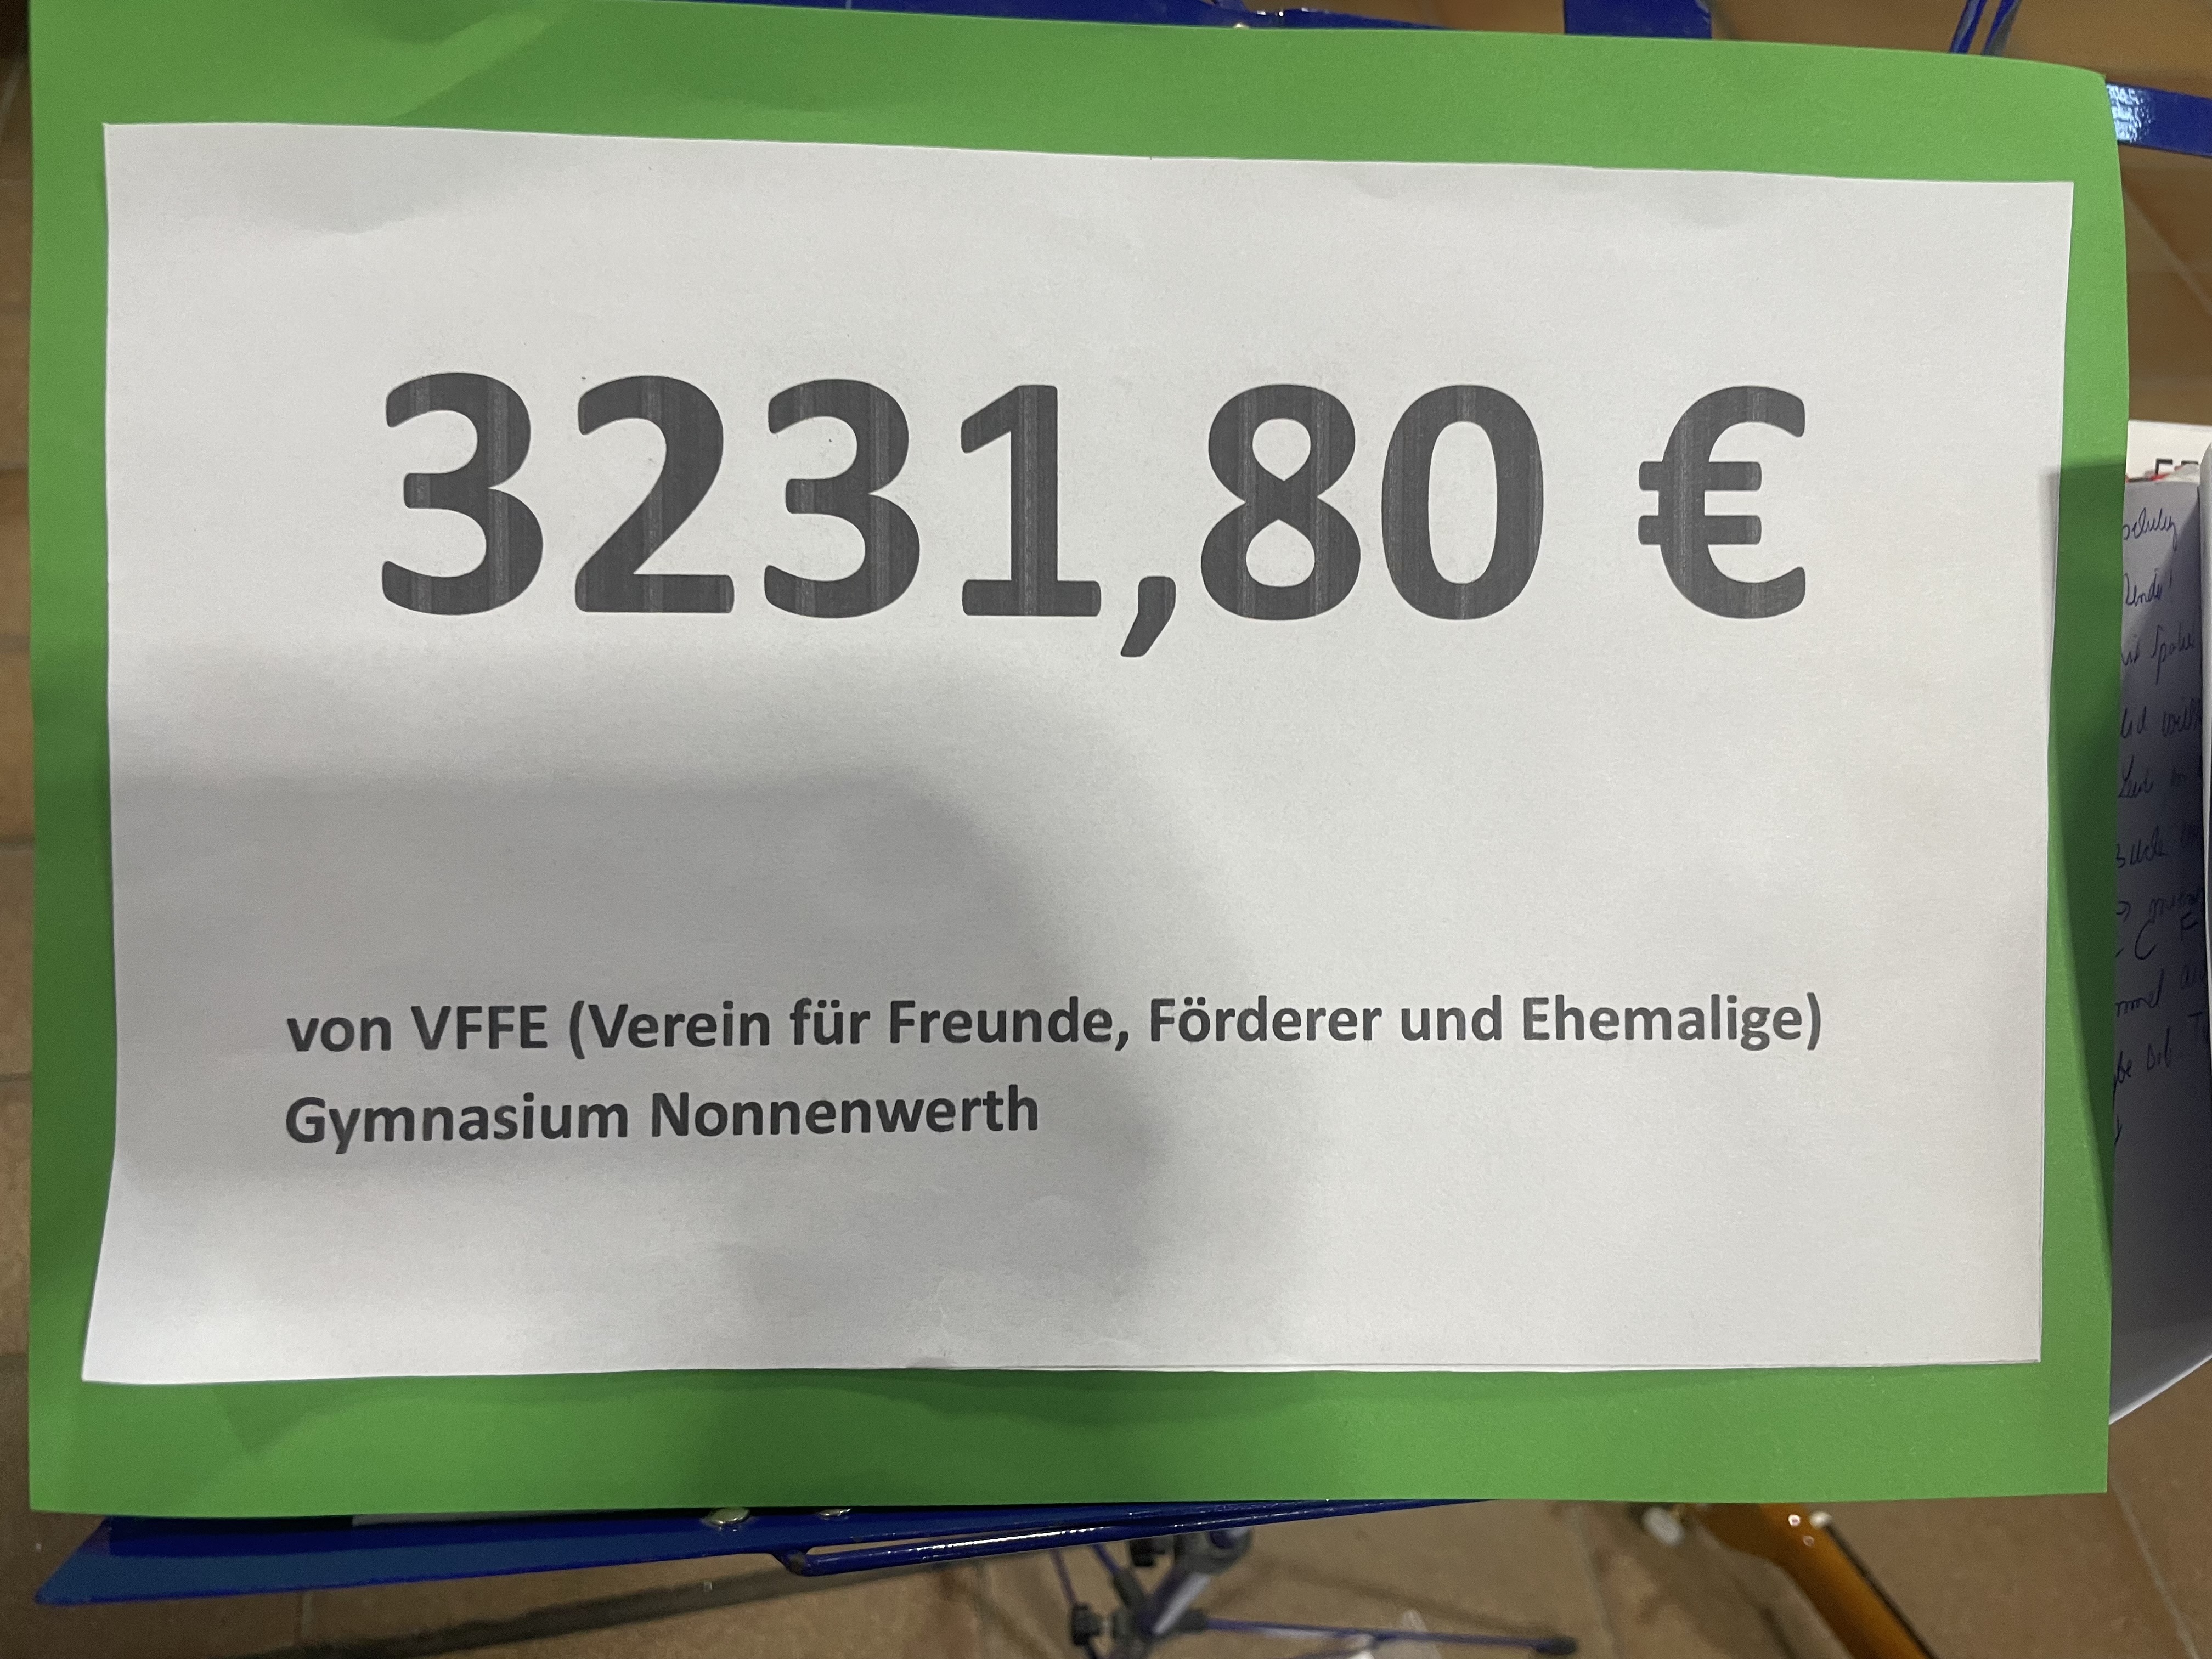 3231,80 €
von VFFE (Verein für Freunde, Förderer und Ehemalige)
Gymnasium Nonnenwerth